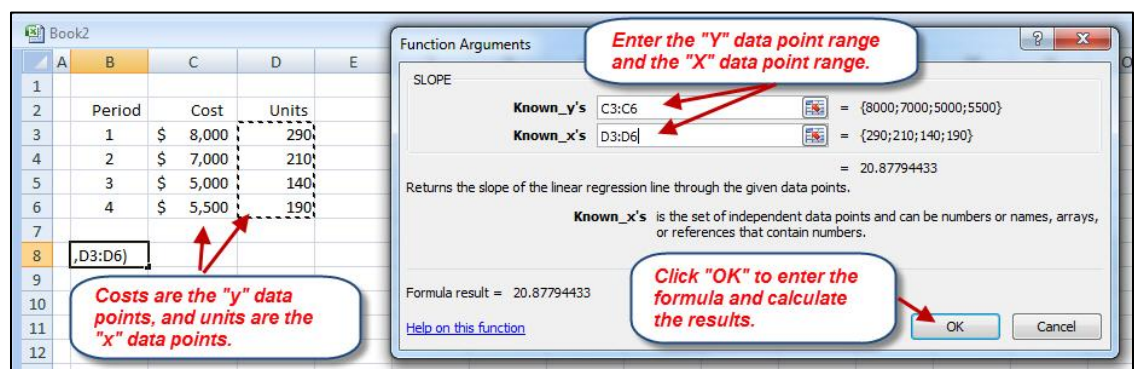 Book2
A B C D E
1
2 Period Cost Units
3 1 $ 8,000 290
4 2 $ 7,000 210
5 3 $ 5,000 140
6 4 $ 5,500 190
7
8 ,D3:D6)
9
10
11
12
Costs are the "y" data
points, and units are the
"x" data points.
Function Arguments
Enter the "Y" data point range
and the "X" data point range.
SLOPE
Known_y's C3:C6 = {8000;7000;5000;5500}
Known_x's D3:D6 = {290;210;140;190}
= 20.87794433
Returns the slope of the linear regression line through the given data points.
Known_x's is the set of independent data points and can be numbers or names, arrays,
or references that contain numbers.
Click "OK" to enter the
formula and calculate
the results.
Formula result = 20.87794433
Help on this function
OK Cancel